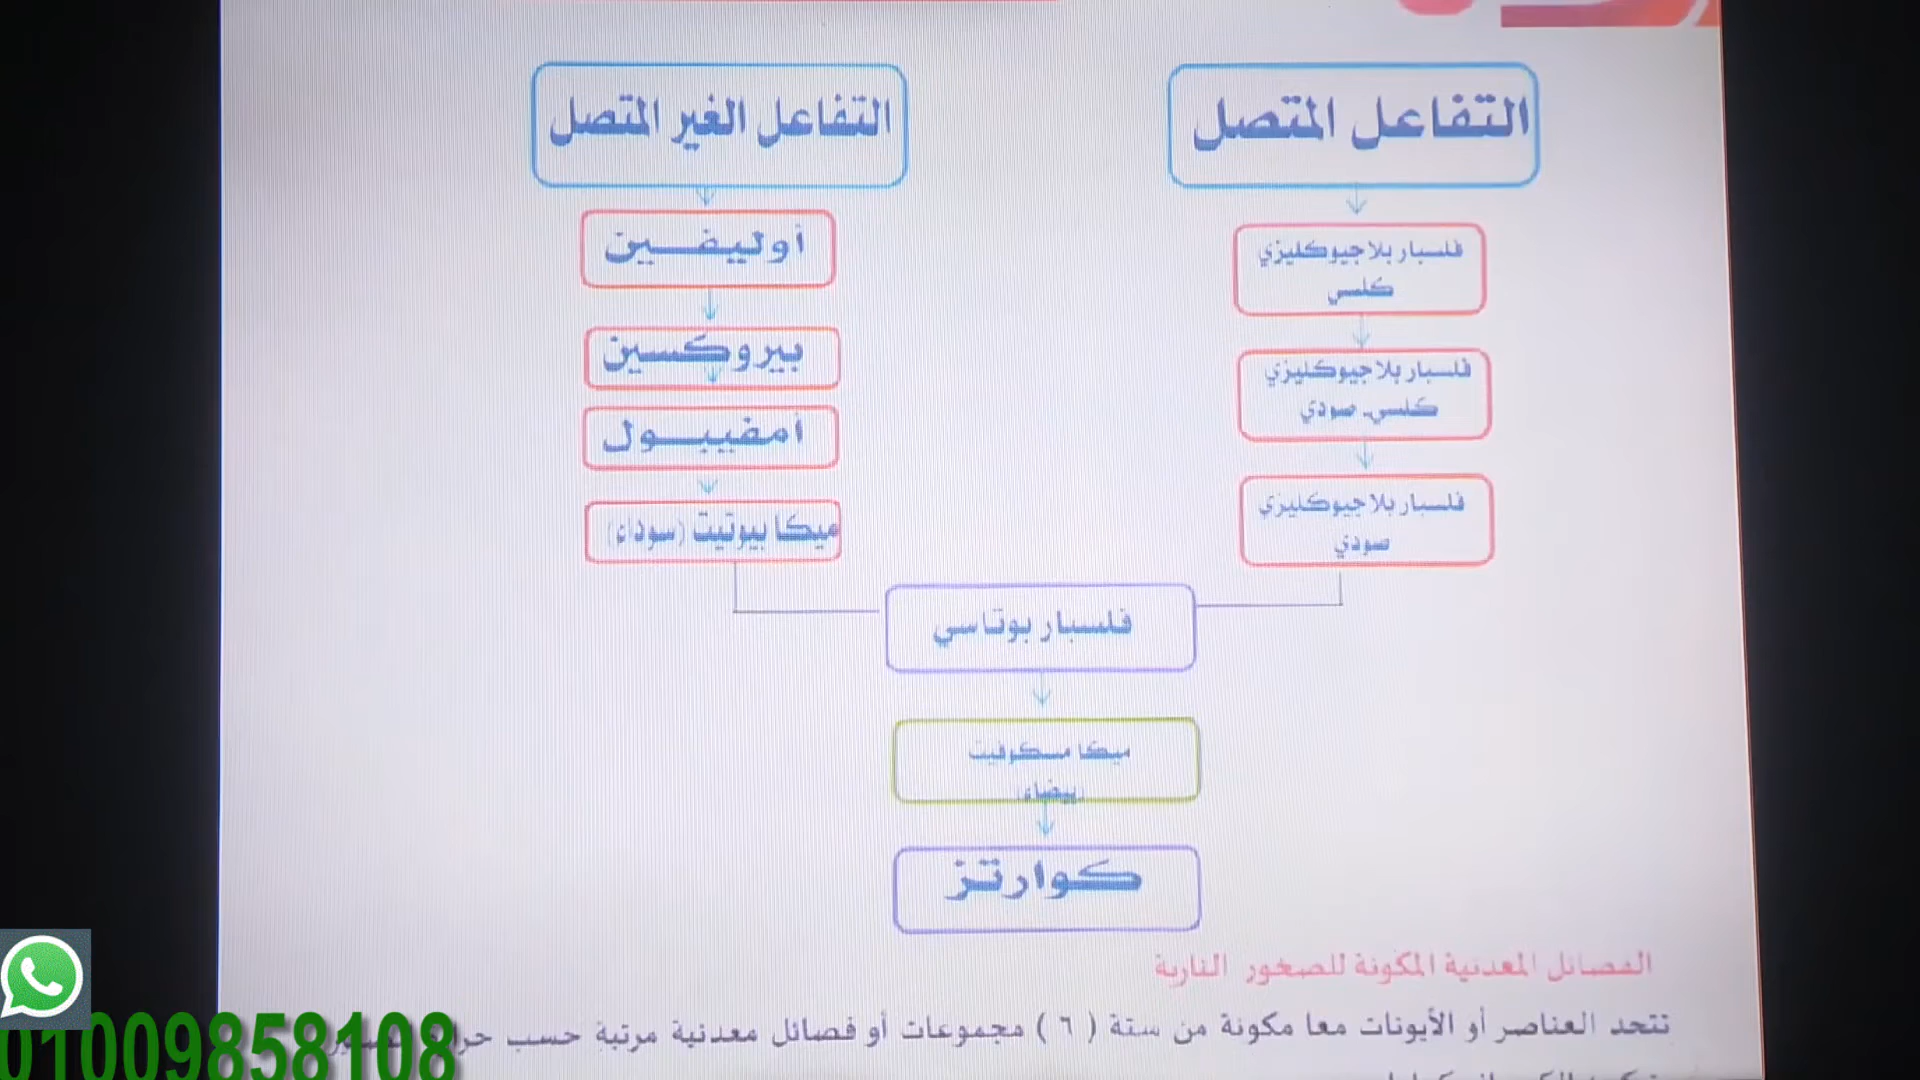 التفاعل المتصل
التفاعل الغير المتصل
فلسبار بلاجيوكليزي
كلسي
فلسبار بلاجيوكليزي
كلسي۔ صودي
فلسبار بلاجيوكليزي
صودي
أوليفـــين
بيروكسين
أمفيبـــول
ميكا بيوتيت (سوداء)
فلسبار بوتاسي
ميكا مسكوفيت
(بيضاء)
كوارتز
الفصائل المعدنية المكونة للصخور النارية
تتحد العناصر أو الأيونات معا مكونة من ستة ( ٦ ) مجموعات أو فصائل معدنية مرتبة حسب
01009858108